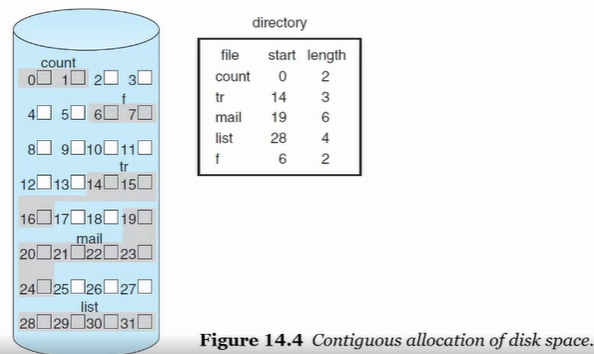 directory
file start length
count 0 2
tr 14 3
mail 19 6
list 28 4
f 6 2
count
0 1 2 3
f
4 5 6 7
8 9 10 11
tr
12 13 14 15
16 17 18 19
mail
20 21 22 23
24 25 26 27
list
28 29 30 31
Figure 14.4 Contiguous allocation of disk space.